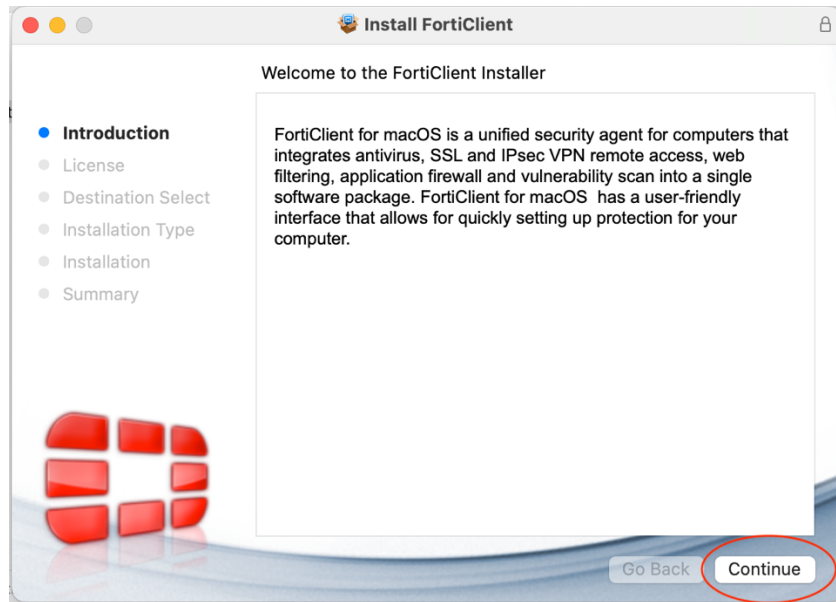 Install FortiClient
Welcome to the FortiClient Installer
Introduction
License
Destination Select
Installation Type
Installation
Summary
FortiClient for macOS is a unified security agent for computers that
integrates antivirus, SSL and IPsec VPN remote access, web
filtering, application firewall and vulnerability scan into a single
software package. FortiClient for macOS  has a user-friendly
interface that allows for quickly setting up protection for your
computer.
Go Back
Continue